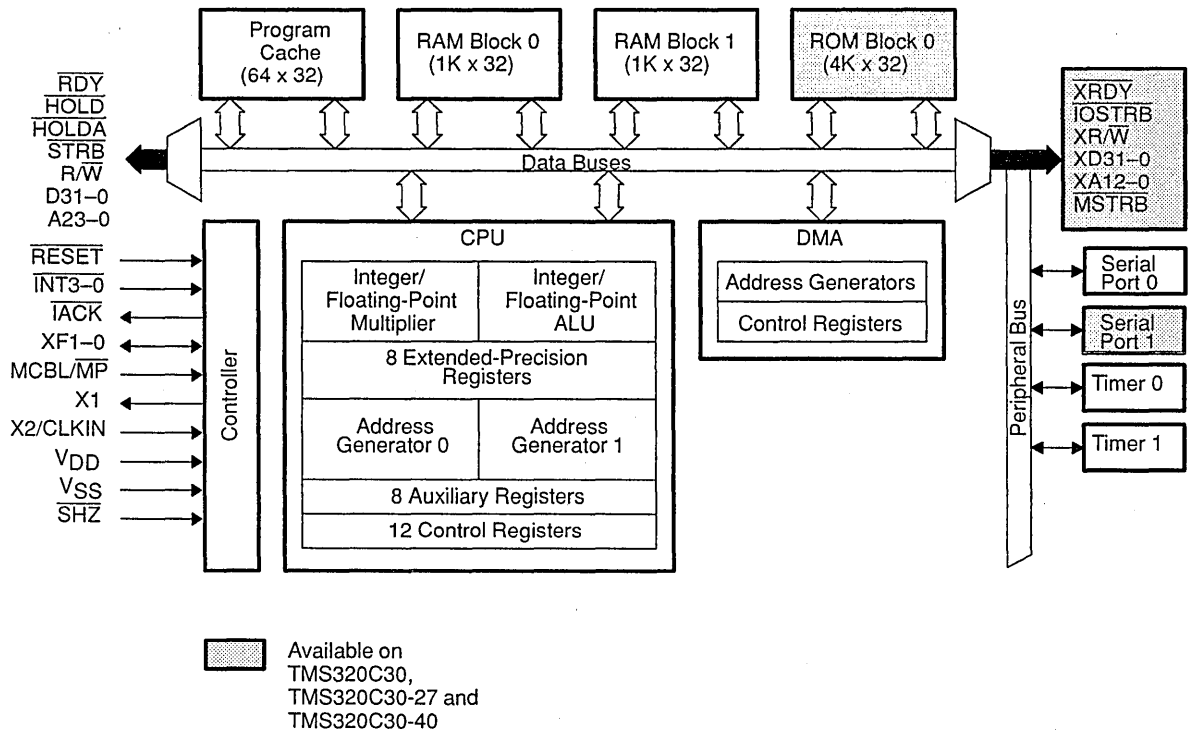 Program
Cache
(64 x 32)
RAM Block 0
(1K x 32)
RAM Block 1
(1K x 32)
ROM Block 0
(4K x 32)
RDY
HOLD
HOLDA
STRB
R/W
D31–0
A23–0
Data Buses
XRDY
IOSTRB
XR/W
XD31–0
XA12–0
MSTRB
RESET
INT3–0
IACK
XF1–0
MCBL/MP
X1
X2/CLKIN
VDD
VSS
SHZ
Controller
CPU
Integer/
Floating-Point
Multiplier
Integer/
Floating-Point
ALU
8 Extended-Precision
Registers
Address
Generator 0
Address
Generator 1
8 Auxiliary Registers
12 Control Registers
DMA
Address Generators
Control Registers
Peripheral Bus
Serial
Port 0
Serial
Port 1
Timer 0
Timer 1
Available on
TMS320C30,
TMS320C30-27 and
TMS320C30-40